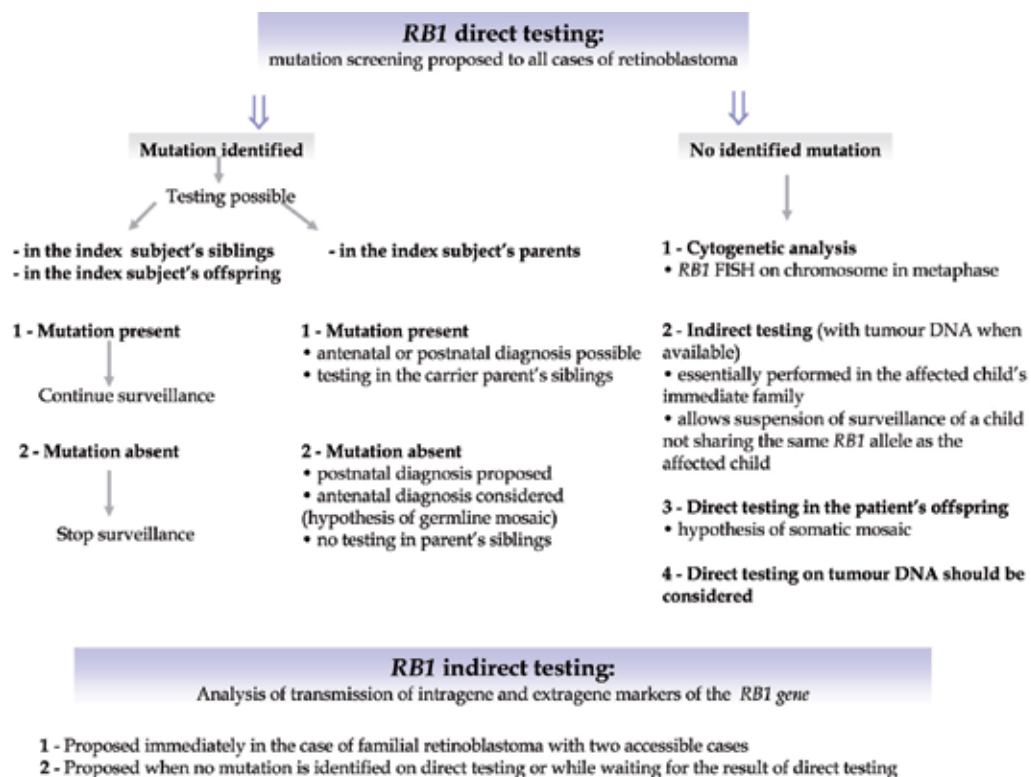 RB1 direct testing:
mutation screening proposed to all cases of retinoblastoma
Mutation identified
Testing possible
- in the index subject's siblings
- in the index subject's offspring
- in the index subject's parents
1 - Mutation present
Continue surveillance
2 - Mutation absent
Stop surveillance
1 - Mutation present
• antenatal or postnatal diagnosis possible
• testing in the carrier parent's siblings
2 - Mutation absent
• postnatal diagnosis proposed
• antenatal diagnosis considered
(hypothesis of germline mosaic)
• no testing in parent's siblings
No identified mutation
1 - Cytogenetic analysis
• RB1 FISH on chromosome in metaphase
2 - Indirect testing (with tumour DNA when
available)
• essentially performed in the affected child's
immediate family
• allows suspension of surveillance of a child
not sharing the same RB1 allele as the
affected child
3 - Direct testing in the patient's offspring
• hypothesis of somatic mosaic
4 - Direct testing on tumour DNA should be
considered
RB1 indirect testing:
Analysis of transmission of intragene and extragene markers of the RB1 gene
1 - Proposed immediately in the case of familial retinoblastoma with two accessible cases
2 - Proposed when no mutation is identified on direct testing or while waiting for the result of direct testing